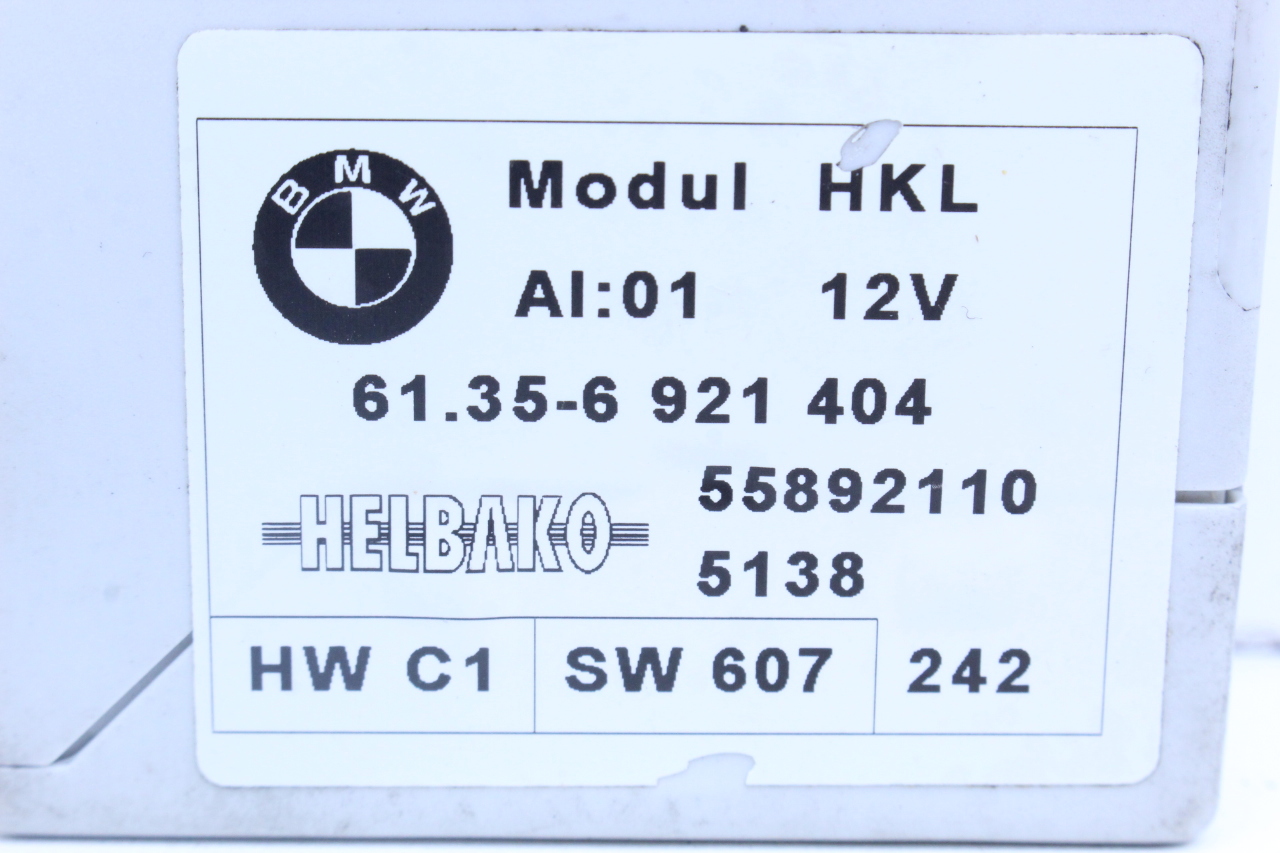 BMW
Modul HKL
AI:01 12V
61.35-6 921 404
HELBAKO
55892110
5138
HW C1 SW 607 242